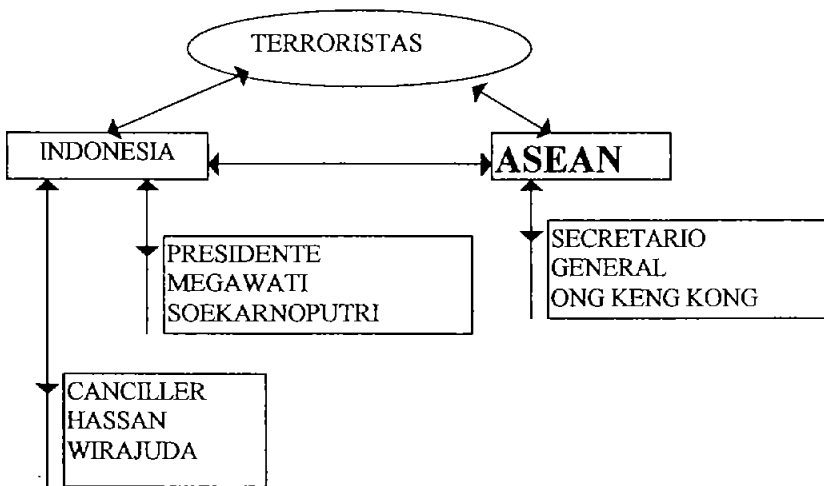 TERRORISTAS
INDONESIA
ASEAN
PRESIDENTE
MEGAWATI
SOEKARNOPUTRI
SECRETARIO
GENERAL
ONG KENG KONG
CANCILLER
HASSAN
WIRAJUDA